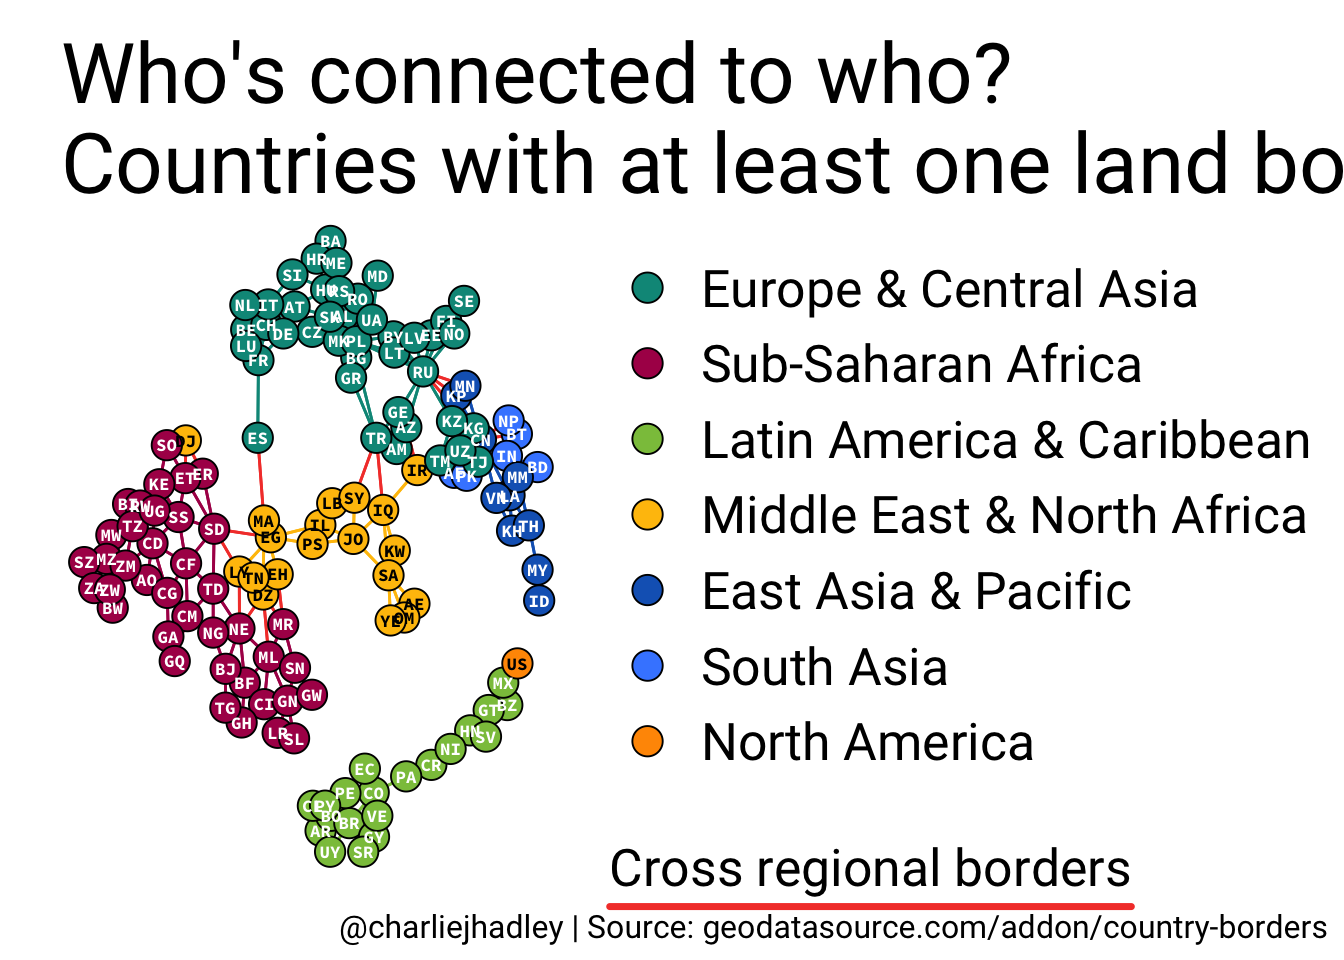 Who's connected to who?
Countries with at least one land bo
BA
HR
ME
SI
MD
HU
RS
RO
NL
IT
AT
SK
AL
UA
SE
FI
BE
CH
DE
CZ
MK
PL
BY
LV
EE
NO
LU
FR
BG
LT
GR
RU
MN
KP
GE
AZ
KZ
KG
NP
BT
ES
TR
AM
CN
UZ
TM
TJ
IN
BD
SO
DJ
IR
PK
MM
KE
ET
ER
LB
SY
IQ
VN
LA
RW
UG
SS
MA
IL
KH
TH
TZ
SD
EG
PS
JO
MW
CD
KW
SZ
MZ
ZM
CF
LY
TN
EH
SA
MY
ZA
ZW
AO
CG
TD
DZ
AE
ID
BW
CM
YE
OM
GA
NG
NE
MR
GQ
BJ
ML
SN
US
BF
MX
TG
CI
GN
GW
GT
BZ
GH
LR
SL
HN
SV
NI
EC
PA
CR
PE
CO
PY
BO
BR
VE
AR
GY
UY
SR
Europe & Central Asia
Sub-Saharan Africa
Latin America & Caribbean
Middle East & North Africa
East Asia & Pacific
South Asia
North America
Cross regional borders
@charliejhadley | Source: geodatasource.com/addon/country-borders